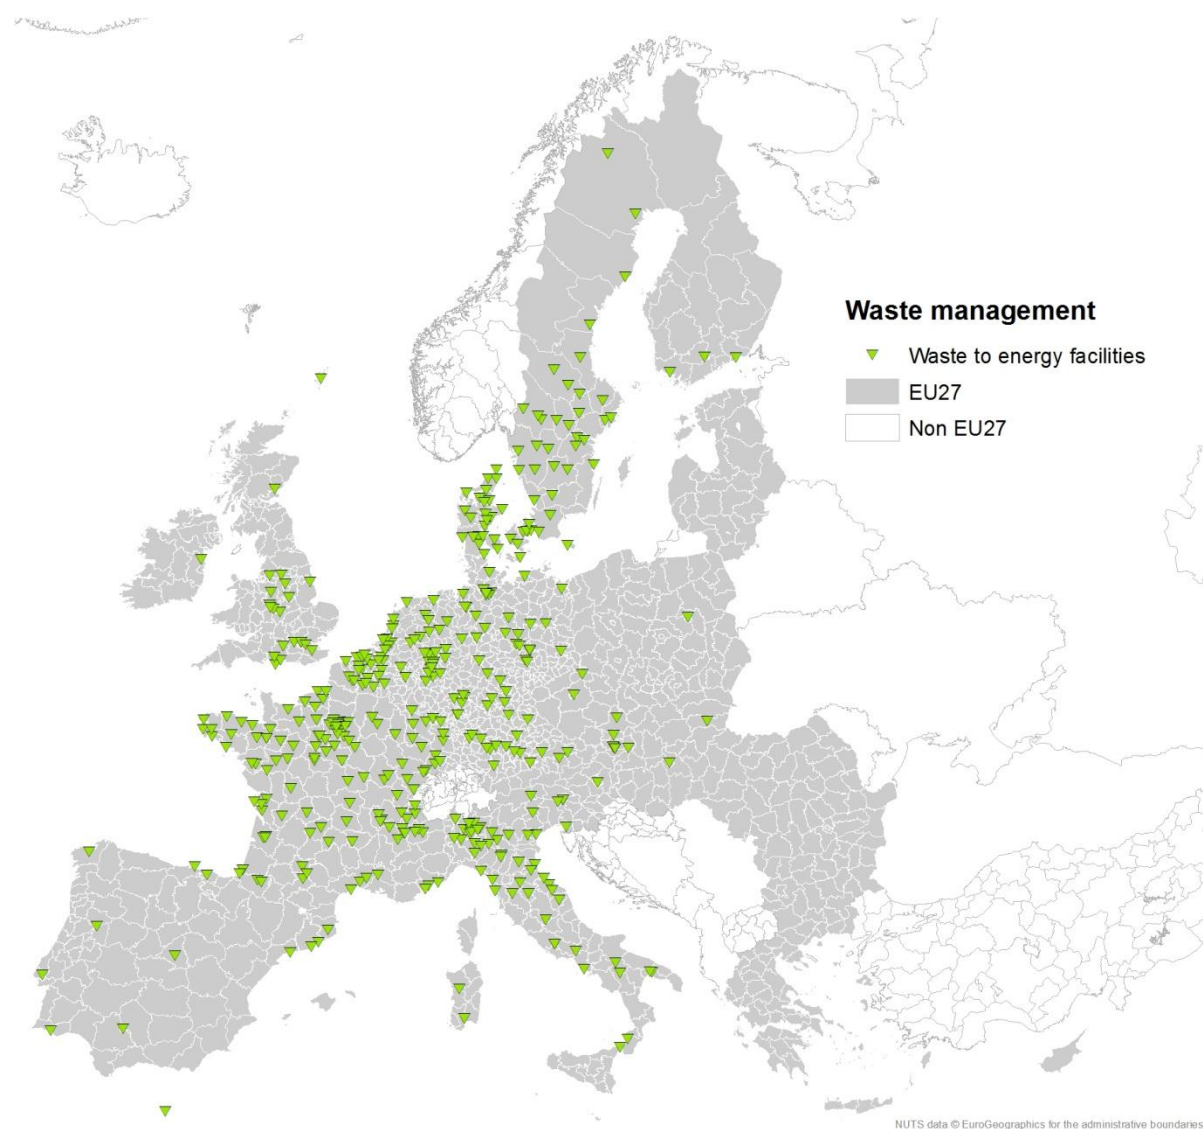 Waste management
Waste to energy facilities
EU27
Non EU27
NUTS data © EuroGeographics for the administrative boundaries